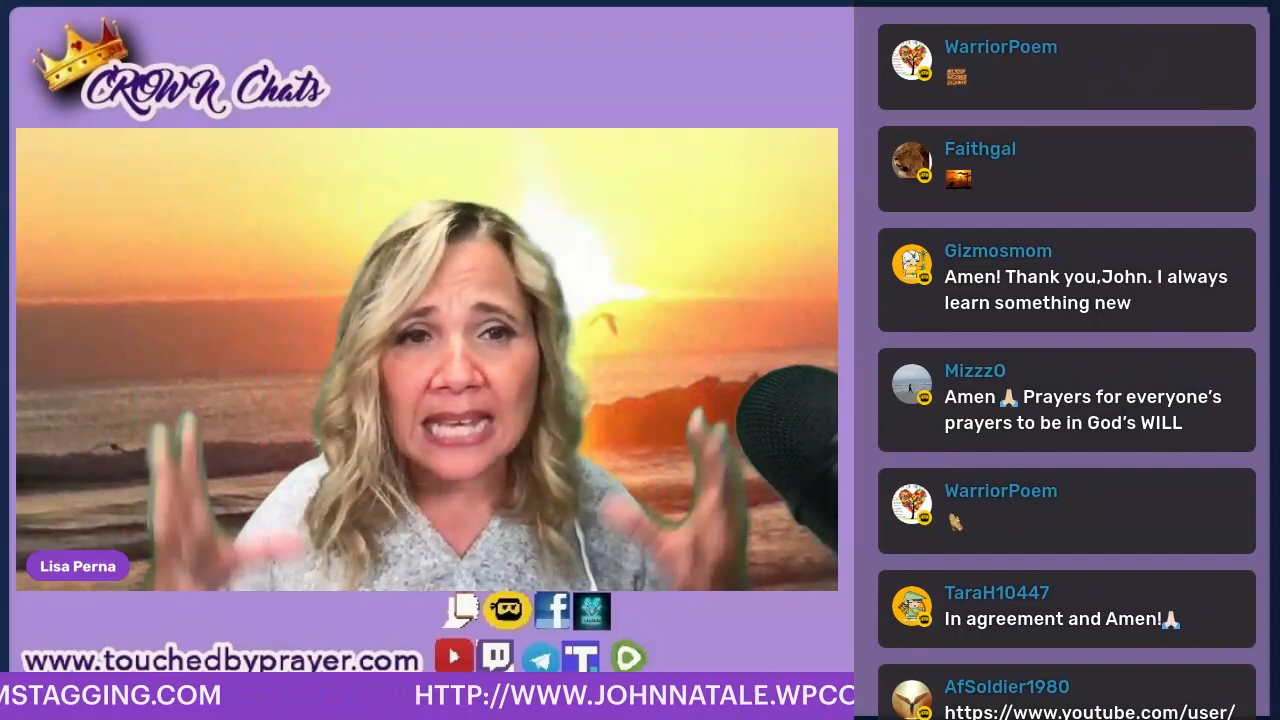 CROWN Chats
Lisa Perna
www.touchedbyprayer.com
MSTAGGING.COM
HTTP://WWW.JOHNNATALE.WPCO
WarriorPoem
Faithgal
Gizmosmom
Amen! Thank you,John. I always
learn something new
MizzzO
Amen 🙏🏻 Prayers for everyone’s
prayers to be in God’s WILL
WarriorPoem
TaraH10447
In agreement and Amen!🙏🏻
AfSoldier1980
https://www.youtube.com/user/